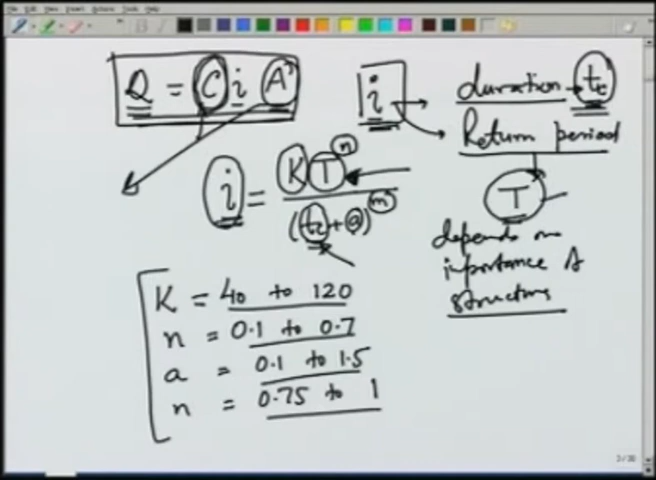 Q = C i A
i duration → tc
Return period
T
i = K T^n / (tc + a)^m
depends on
importance of
structures
K = 40 to 120
n = 0.1 to 0.7
a = 0.1 to 1.5
n = 0.75 to 1